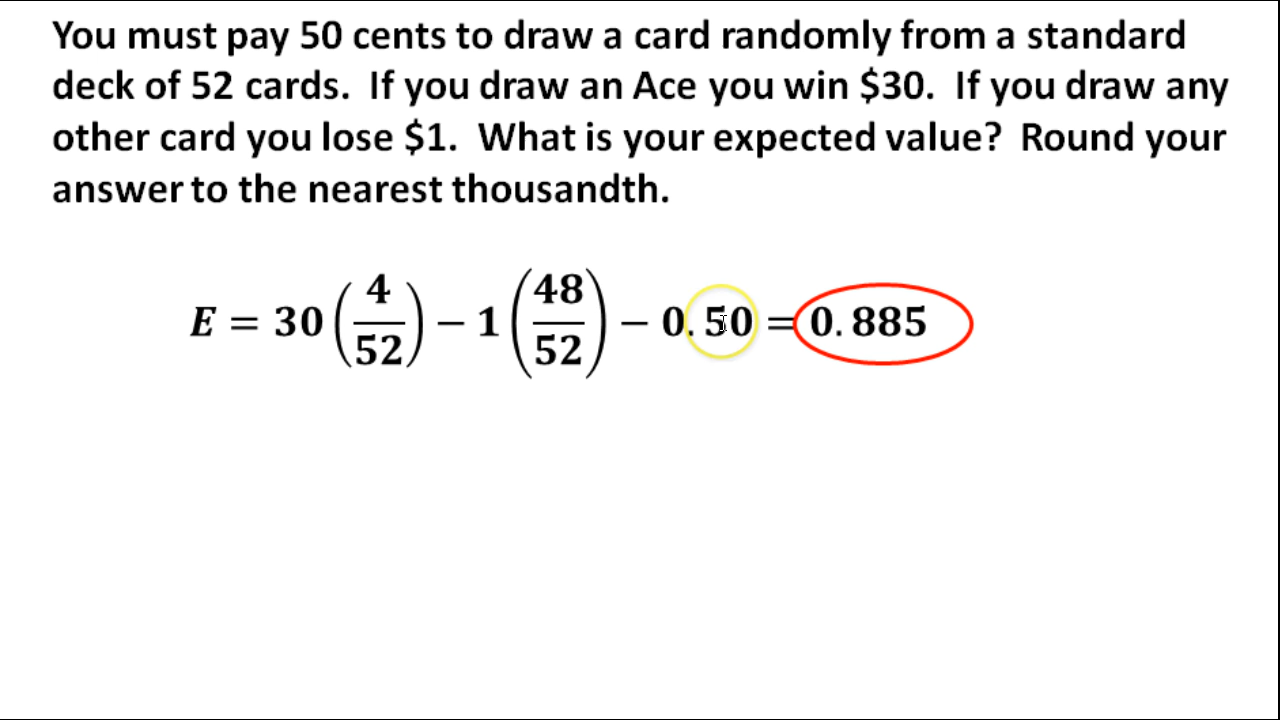 You must pay 50 cents to draw a card randomly from a standard
deck of 52 cards.  If you draw an Ace you win $30.  If you draw any
other card you lose $1.  What is your expected value?  Round your
answer to the nearest thousandth.
E = 30(4/52) − 1(48/52) − 0.50 = 0.885